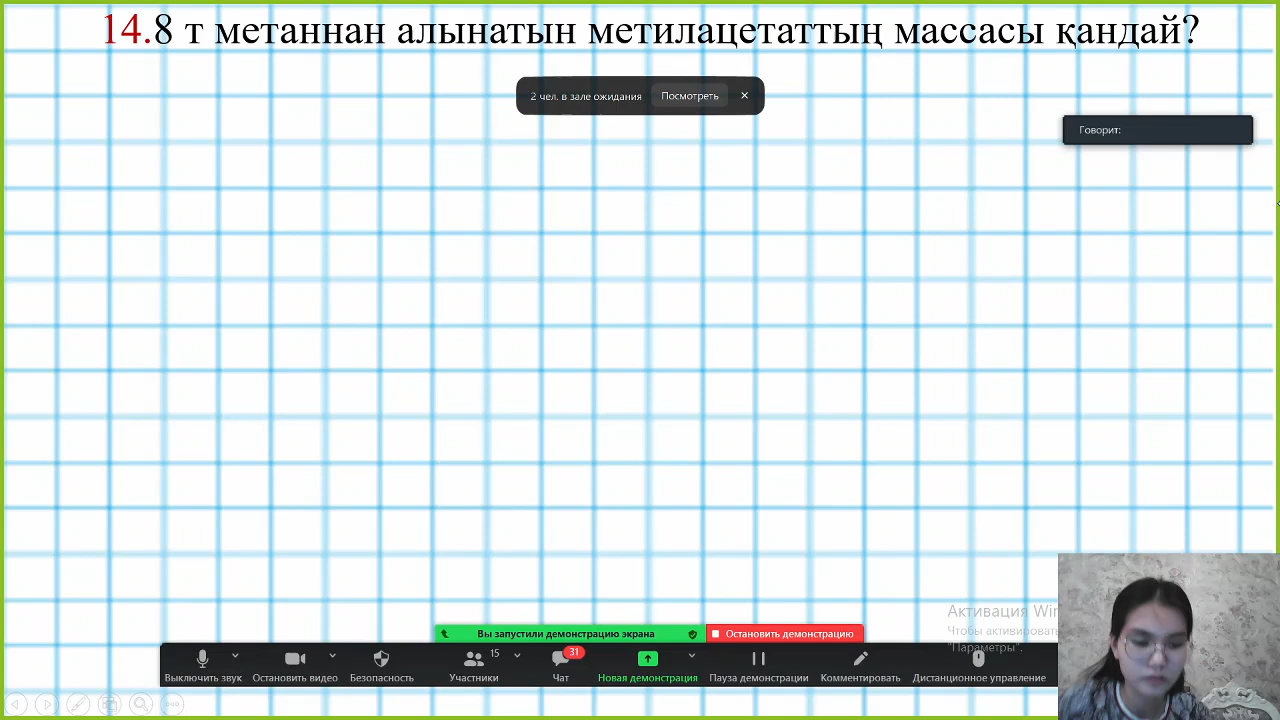 14.8 т метаннан алынатын метилацетаттың массасы қандай?
2 чел. в зале ожидания Посмотреть
Говорит:
Активация Win
Чтобы активировать
"Параметры".
Вы запустили демонстрацию экрана Остановить демонстрацию
15
31
Выключить звук Остановить видео Безопасность Участники Чат Новая демонстрация Пауза демонстрации Комментировать Дистанционное управление